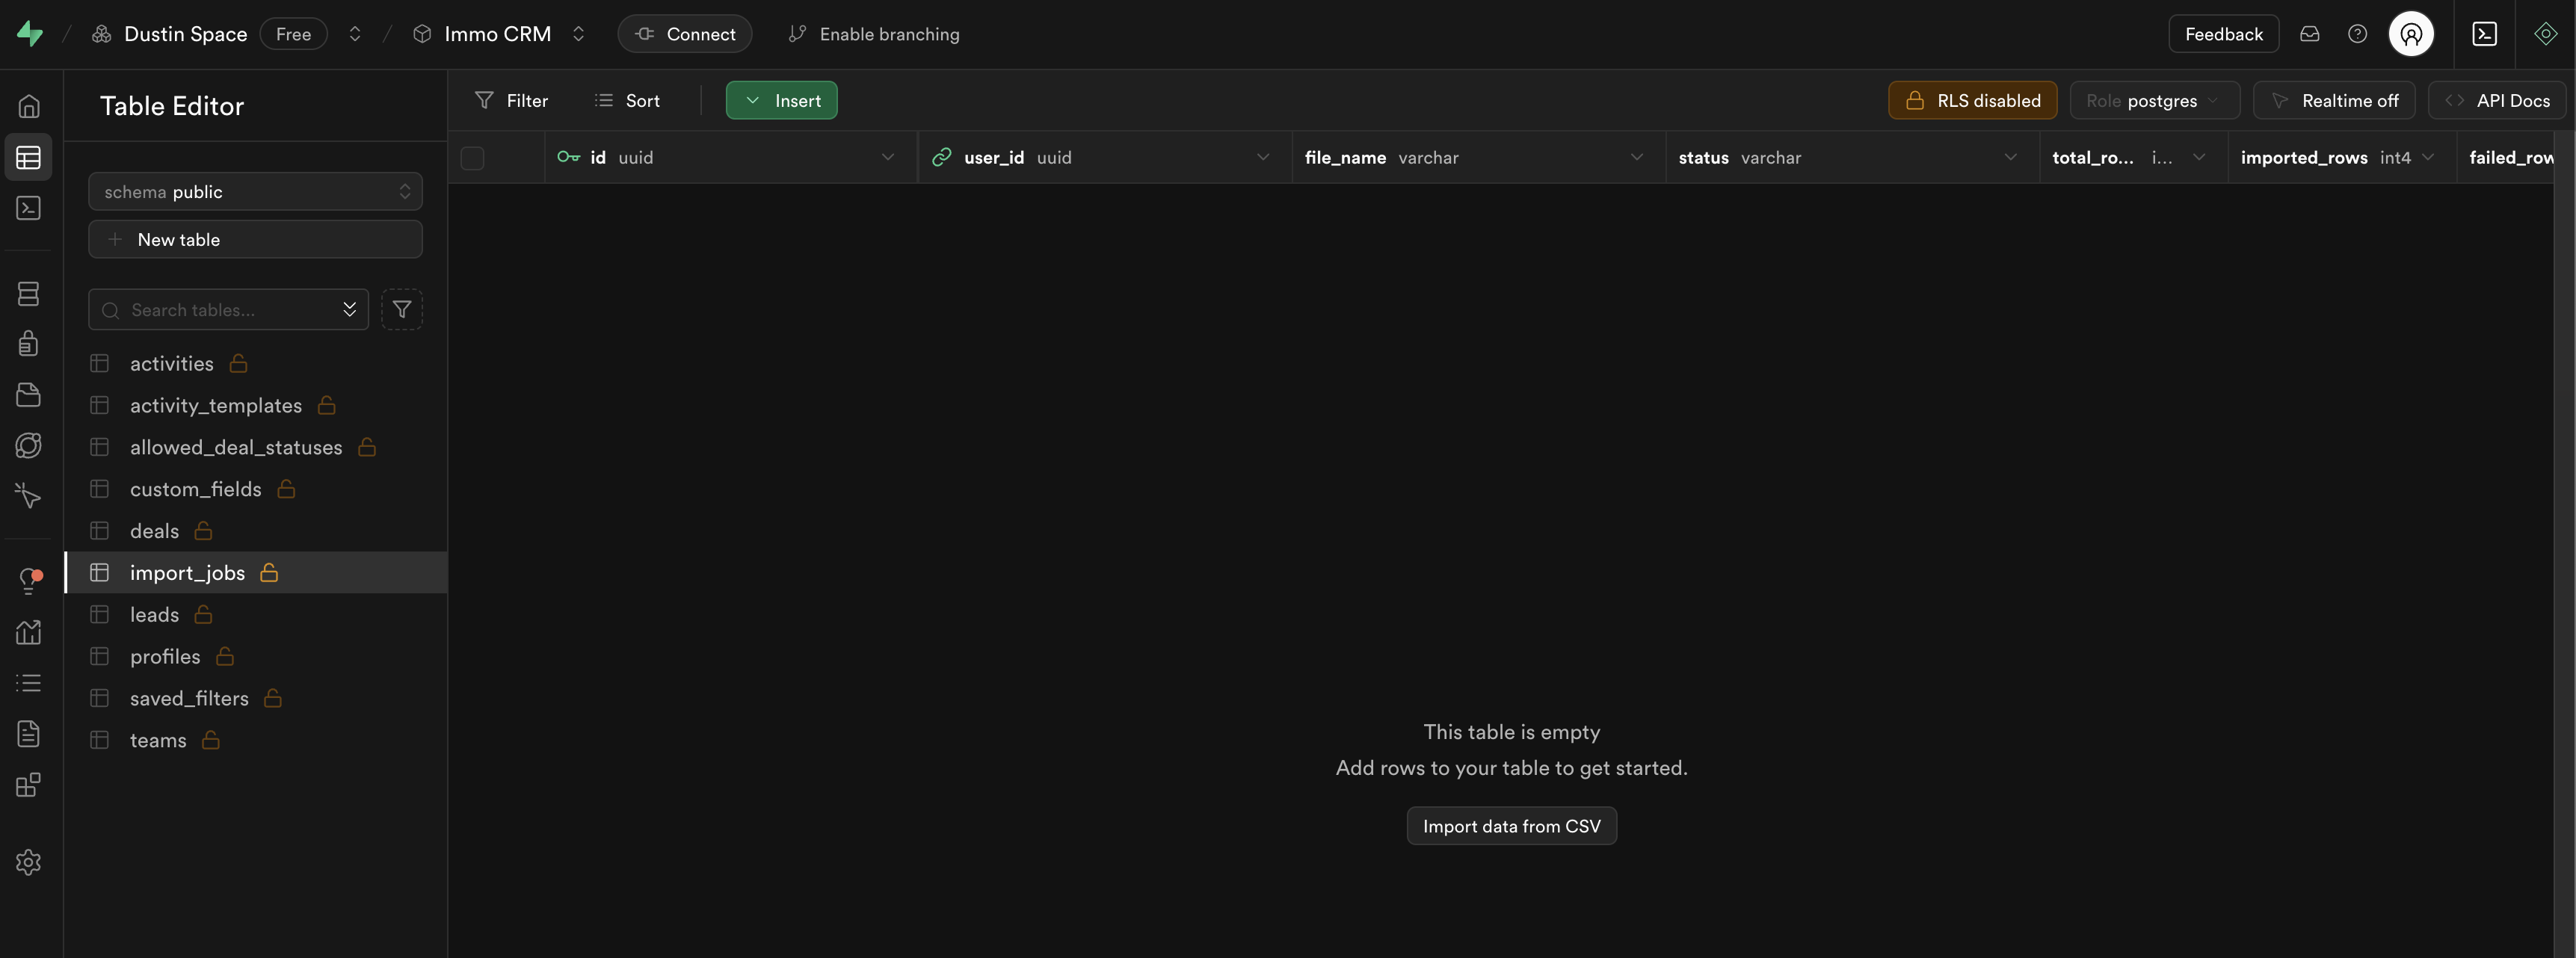 Dustin Space Free Immo CRM Connect Enable branching Feedback
Table Editor
Filter Sort Insert RLS disabled Role postgres Realtime off API Docs
id uuid user_id uuid file_name varchar status varchar total_ro... i... imported_rows int4 failed_row
schema public
New table
Search tables...
activities
activity_templates
allowed_deal_statuses
custom_fields
deals
import_jobs
leads
profiles
saved_filters
teams
This table is empty
Add rows to your table to get started.
Import data from CSV